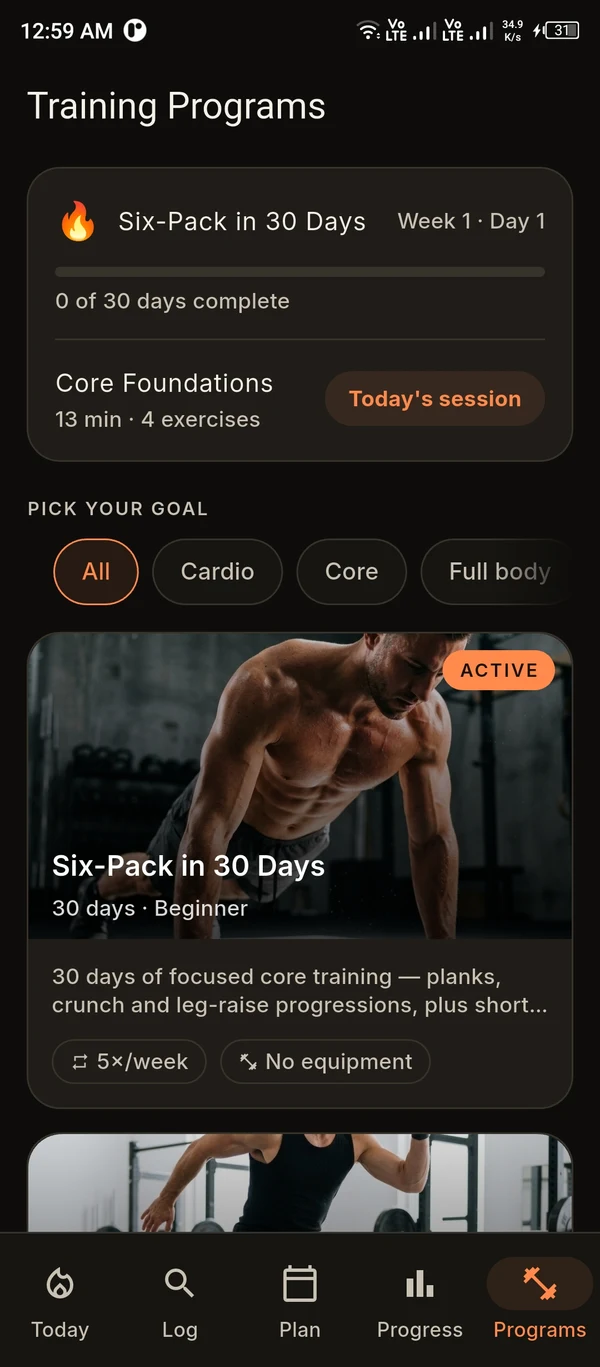 12:59 AM
Vo LTE Vo LTE 34.9 K/s 31
Training Programs
Six-Pack in 30 Days Week 1 · Day 1
0 of 30 days complete
Core Foundations
13 min · 4 exercises
Today's session
PICK YOUR GOAL
All Cardio Core Full body
ACTIVE
Six-Pack in 30 Days
30 days · Beginner
30 days of focused core training — planks,
crunch and leg-raise progressions, plus short...
5×/week No equipment
Today Log Plan Progress Programs